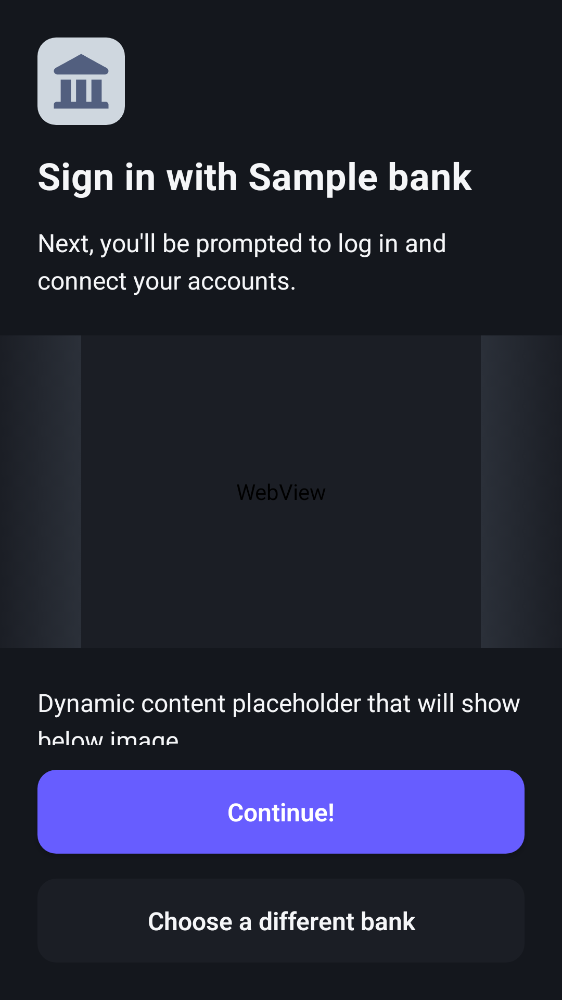 Sign in with Sample bank
Next, you'll be prompted to log in and
connect your accounts.
WebView
Dynamic content placeholder that will show
below image
Continue!
Choose a different bank